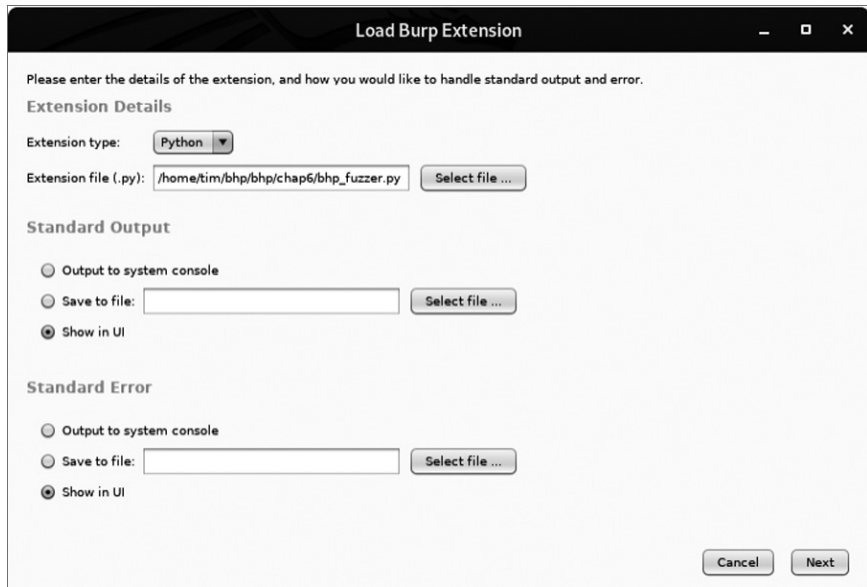 Load Burp Extension
Please enter the details of the extension, and how you would like to handle standard output and error.
Extension Details
Extension type: Python
Extension file (.py): /home/tim/bhp/bhp/chap6/bhp_fuzzer.py Select file ...
Standard Output
Output to system console
Save to file: Select file ...
Show in UI
Standard Error
Output to system console
Save to file: Select file ...
Show in UI
Cancel Next